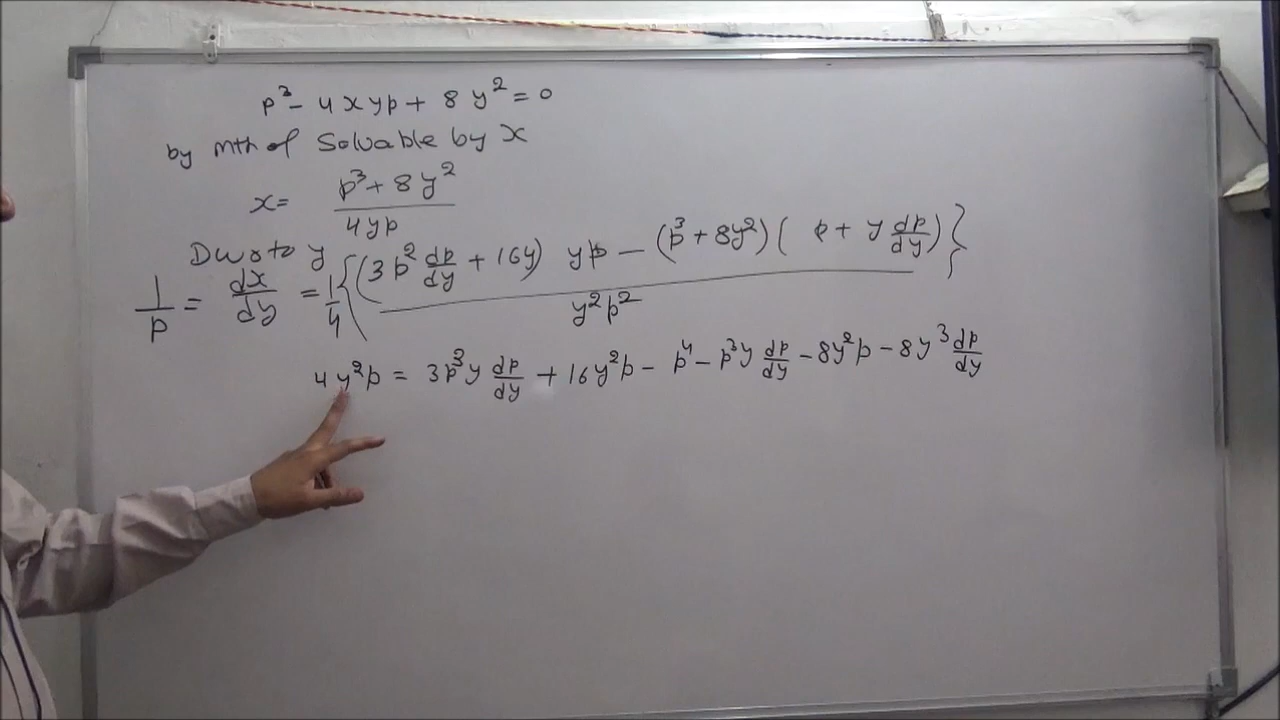 p³ - 4xyp + 8y² = 0
by mth of Solvable by x
x = (p³ + 8y²)/(4yp)
D w r to y
1/p = dx/dy = 1/4 { ((3p² dp/dy + 16y) yp - (p³ + 8y²)(p + y dp/dy))/(y²p²) }
4y²p = 3p³y dp/dy + 16y²p - p⁴ - p³y dp/dy - 8y²p - 8y³ dp/dy